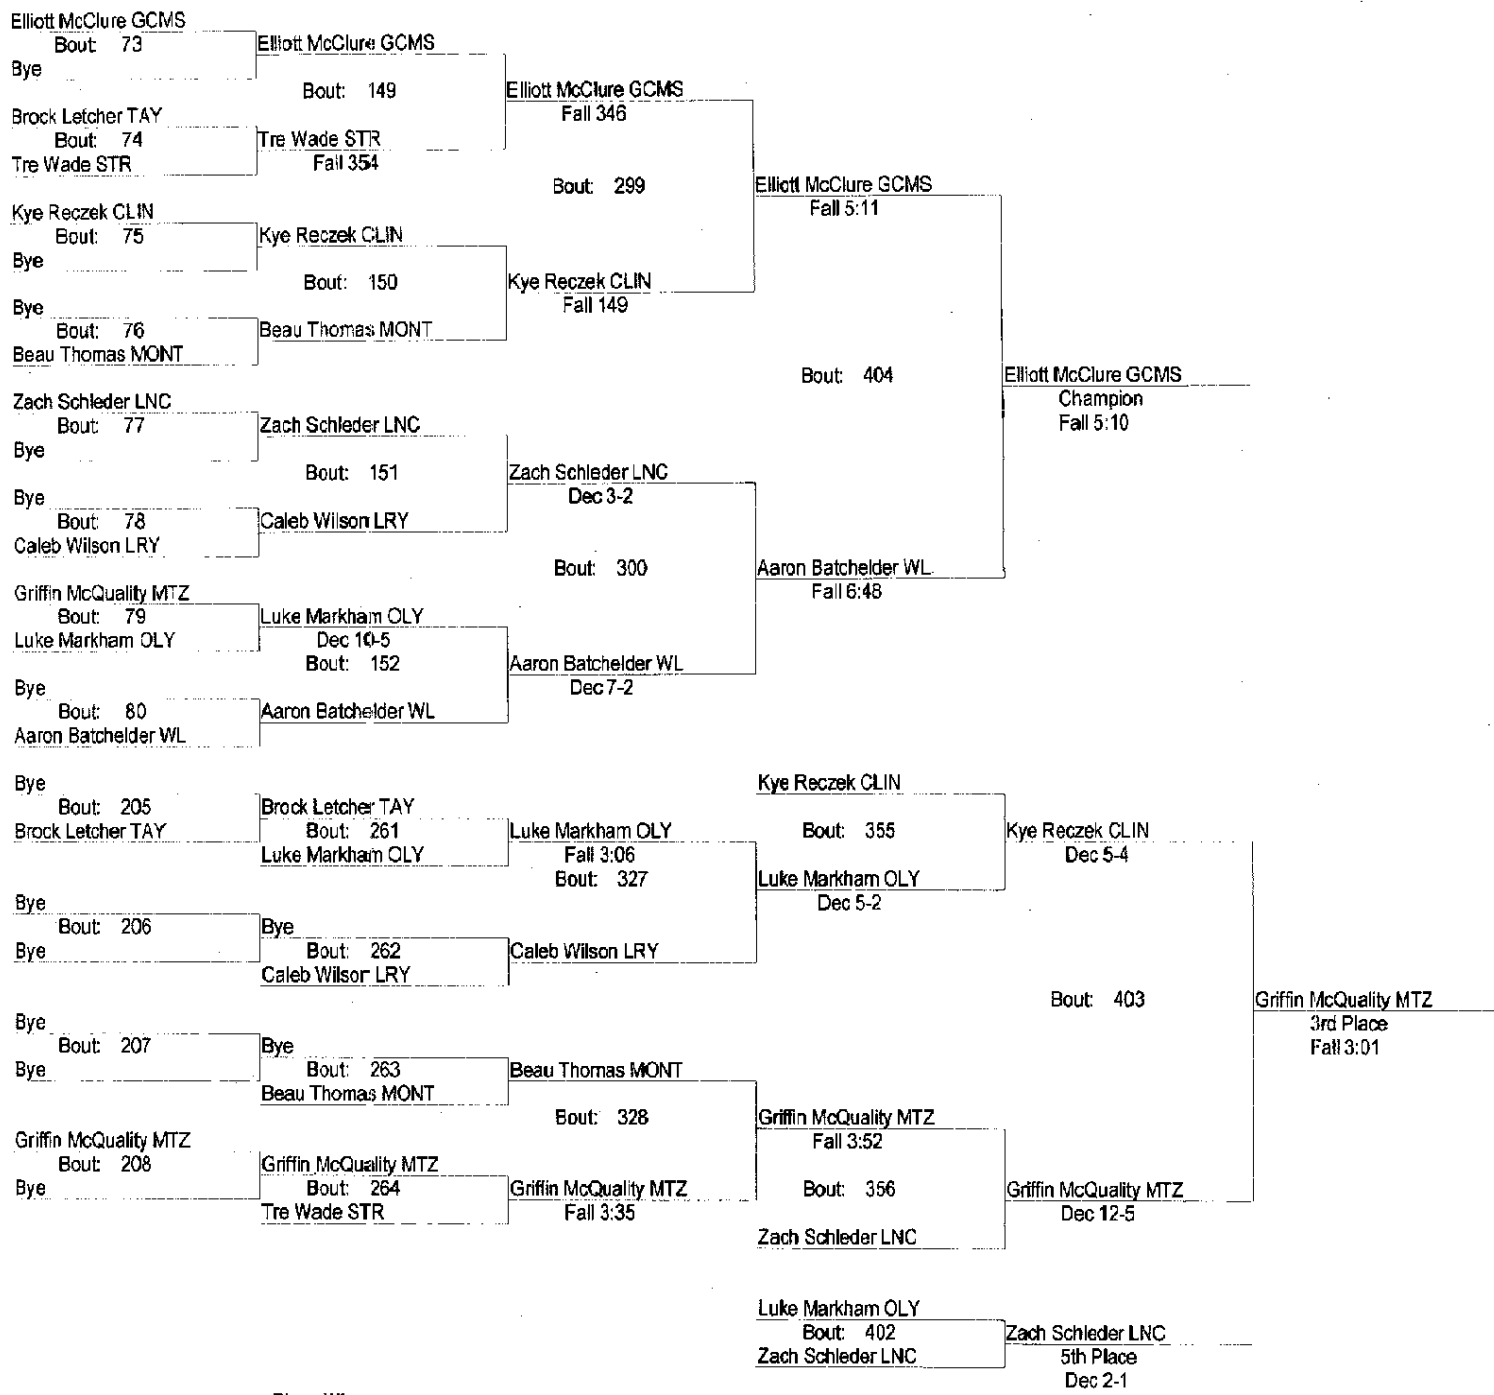 Elliott McClure GCMS
Bout: 73
Bye
Elliott McClure GCMS
Bout: 149
Brock Letcher TAY
Bout: 74
Tre Wade STR
Tre Wade STR
Fall 354
Elliott McClure GCMS
Fall 346
Bout: 299
Kye Reczek CLIN
Bout: 75
Bye
Kye Reczek CLIN
Bout: 150
Bye
Bout: 76
Beau Thomas MONT
Beau Thomas MONT
Kye Reczek CLIN
Fall 149
Elliott McClure GCMS
Fall 5:11
Bout: 404
Zach Schleder LNC
Bout: 77
Bye
Zach Schleder LNC
Bout: 151
Bye
Bout: 78
Caleb Wilson LRY
Caleb Wilson LRY
Zach Schleder LNC
Dec 3-2
Bout: 300
Griffin McQuality MTZ
Bout: 79
Luke Markham OLY
Luke Markham OLY
Dec 10-5
Bout: 152
Bye
Bout: 80
Aaron Batchelder WL
Aaron Batchelder WL
Aaron Batchelder WL
Dec 7-2
Aaron Batchelder WL
Fall 6:48
Elliott McClure GCMS
Champion
Fall 5:10
Bye
Bout: 205
Brock Letcher TAY
Brock Letcher TAY
Bout: 261
Luke Markham OLY
Luke Markham OLY
Fall 3:06
Bout: 327
Bye
Bout: 206
Bye
Bye
Bout: 262
Caleb Wilson LRY
Caleb Wilson LRY
Kye Reczek CLIN
Bout: 355
Luke Markham OLY
Dec 5-2
Kye Reczek CLIN
Dec 5-4
Bout: 403
Bye
Bout: 207
Bye
Bye
Bout: 263
Beau Thomas MONT
Beau Thomas MONT
Bout: 328
Griffin McQuality MTZ
Bout: 208
Bye
Griffin McQuality MTZ
Bout: 264
Tre Wade STR
Griffin McQuality MTZ
Fall 3:35
Griffin McQuality MTZ
Fall 3:52
Bout: 356
Zach Schleder LNC
Griffin McQuality MTZ
Dec 12-5
Griffin McQuality MTZ
3rd Place
Fall 3:01
Luke Markham OLY
Bout: 402
Zach Schleder LNC
Zach Schleder LNC
5th Place
Dec 2-1